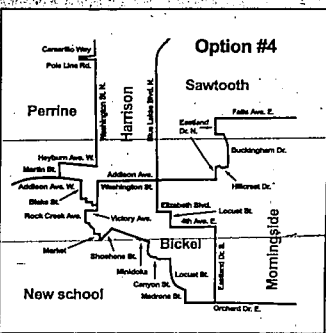 Camarillo Way
Pole Line Rd.
Option #4
Sawtooth
Perrine
Washington St. N.
Harrison
Blue Lakes Blvd. N.
Eastland
Dr. N.
Falls Ave. E.
Buckingham Dr.
Heyburn Ave. W.
Martin St.
Addison Ave.
Addison Ave. W.
Washington St.
Hillcrest Dr.
Blake St.
Elizabeth Blvd.
Rock Creek Ave.
Victory Ave.
Locust St.
4th Ave. E.
Market
Shoshone St.
Bickel
Eastland Dr. S.
Morningside
Minidoka
Locust St.
New school
Canyon St.
Madrona St.
Orchard Dr. E.